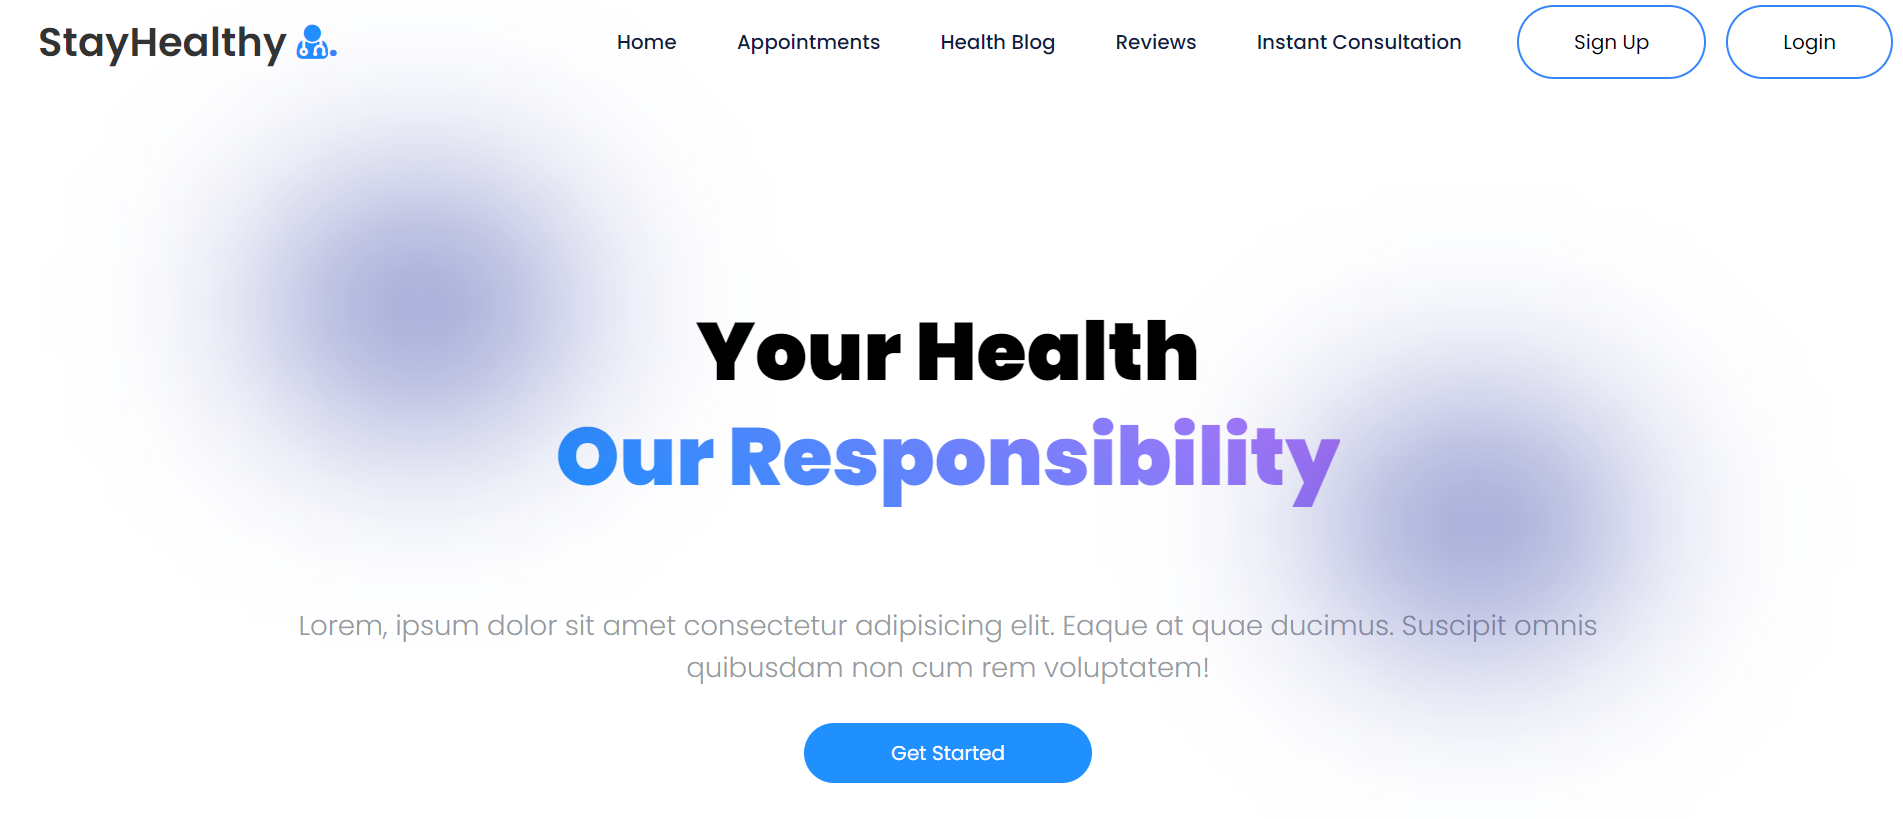 StayHealthy Home Appointments Health Blog Reviews Instant Consultation Sign Up Login
Your Health
Our Responsibility
Lorem, ipsum dolor sit amet consectetur adipisicing elit. Eaque at quae ducimus. Suscipit omnis
quibusdam non cum rem voluptatem!
Get Started